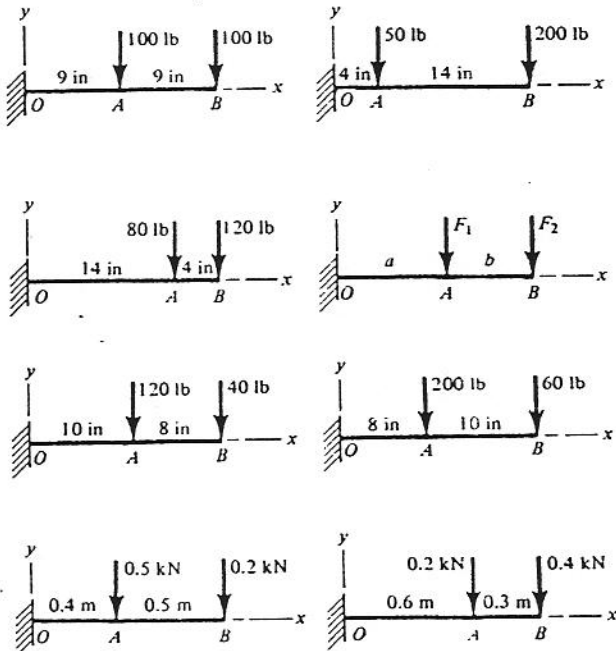 y y
100 lb 100 lb 50 lb 200 lb
9 in 9 in 4 in 14 in
x x
O A B O A B
y y
80 lb 120 lb F₁ F₂
14 in 4 in a b
x x
O A B O A B
y y
120 lb 40 lb 200 lb 60 lb
10 in 8 in 8 in 10 in
x x
O A B O A B
y y
0.5 kN 0.2 kN 0.2 kN 0.4 kN
0.4 m 0.5 m 0.6 m 0.3 m
x x
O A B O A B